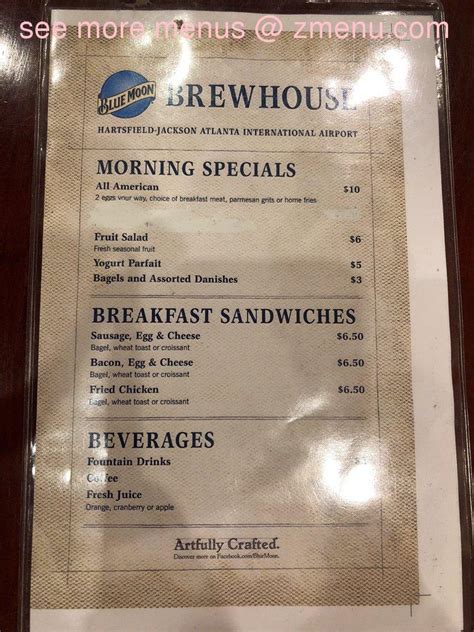 see more menus @ zmenu.com
BLUE MOON
BREWHOUSE
HARTSFIELD-JACKSON ATLANTA INTERNATIONAL AIRPORT
MORNING SPECIALS
All American $10
2 eggs your way, choice of breakfast meat, parmesan grits or home fries
Fruit Salad $6
Fresh seasonal fruit
Yogurt Parfait $5
Bagels and Assorted Danishes $3
BREAKFAST SANDWICHES
Sausage, Egg & Cheese $6.50
Bagel, wheat toast or croissant
Bacon, Egg & Cheese $6.50
Bagel, wheat toast or croissant
Fried Chicken $6.50
Bagel, wheat toast or croissant
BEVERAGES
Fountain Drinks
Coffee
Fresh Juice
Orange, cranberry or apple
Artfully Crafted.
Discover more on Facebook.com/BlueMoon.